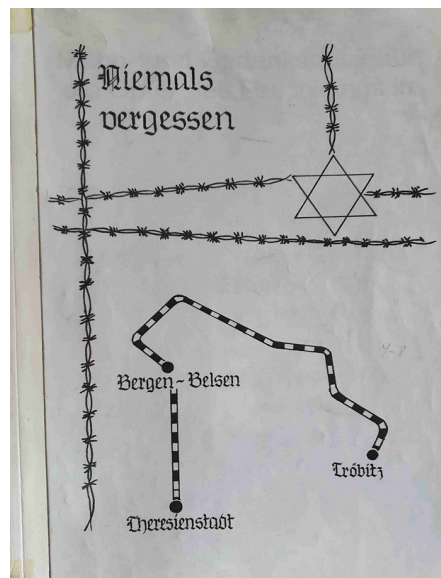 Niemals
vergessen
Bergen-Belsen
Tröbitz
Theresienstadt